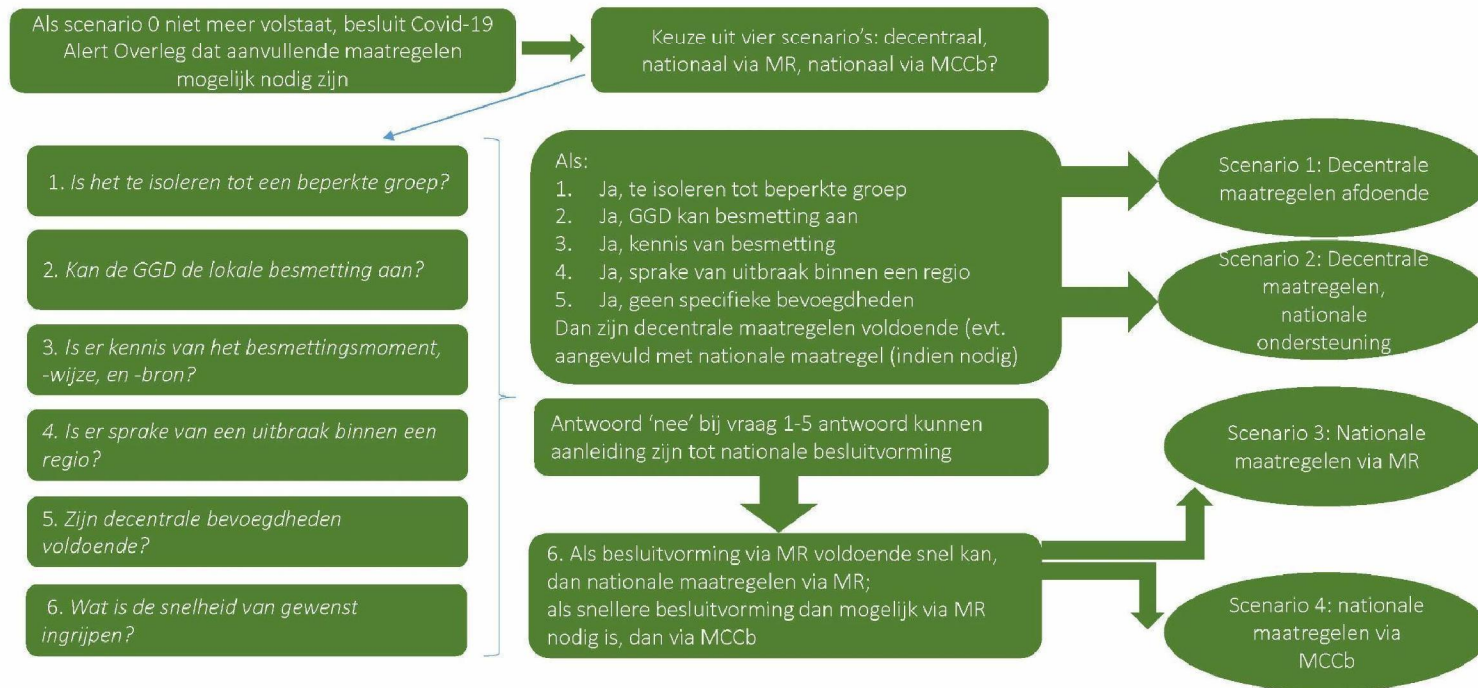 Als scenario 0 niet meer volstaat, besluit Covid-19
Alert Overleg dat aanvullende maatregelen
mogelijk nodig zijn
Keuze uit vier scenario's: decentraal,
nationaal via MR, nationaal via MCCb?
1. Is het te isoleren tot een beperkte groep?
2. Kan de GGD de lokale besmetting aan?
3. Is er kennis van het besmettingsmoment,
-wijze, en -bron?
4. Is er sprake van een uitbraak binnen een
regio?
5. Zijn decentrale bevoegdheden
voldoende?
6. Wat is de snelheid van gewenst
ingrijpen?
Als:
1. Ja, te isoleren tot beperkte groep
2. Ja, GGD kan besmetting aan
3. Ja, kennis van besmetting
4. Ja, sprake van uitbraak binnen een regio
5. Ja, geen specifieke bevoegdheden
Dan zijn decentrale maatregelen voldoende (evt.
aangevuld met nationale maatregel (indien nodig)
Antwoord 'nee' bij vraag 1-5 antwoord kunnen
aanleiding zijn tot nationale besluitvorming
6. Als besluitvorming via MR voldoende snel kan,
dan nationale maatregelen via MR;
als snellere besluitvorming dan mogelijk via MR
nodig is, dan via MCCb
Scenario 1: Decentrale
maatregelen afdoende
Scenario 2: Decentrale
maatregelen,
nationale
ondersteuning
Scenario 3: Nationale
maatregelen via MR
Scenario 4: nationale
maatregelen via
MCCb